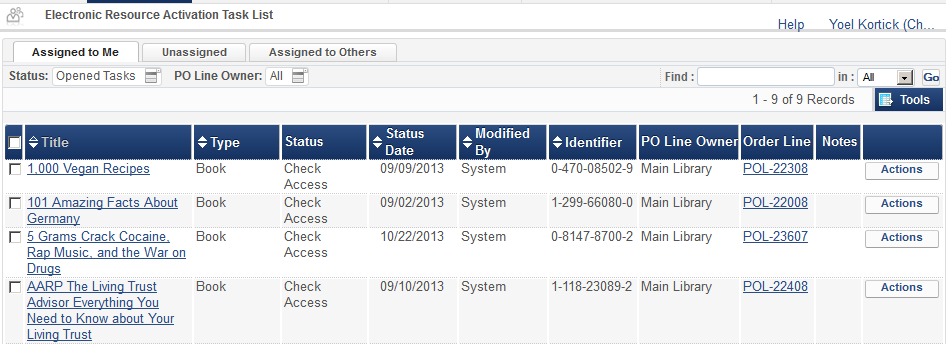 Electronic Resource Activation Task List
Help Yoel Kortick (Ch...
Assigned to Me Unassigned Assigned to Others
Status: Opened Tasks PO Line Owner: All Find : in : All Go
1 - 9 of 9 Records Tools
Title Type Status Status Date Modified By Identifier PO Line Owner Order Line Notes
1,000 Vegan Recipes Book Check Access 09/09/2013 System 0-470-08502-9 Main Library POL-22308 Actions
101 Amazing Facts About Germany Book Check Access 09/02/2013 System 1-299-66080-0 Main Library POL-22008 Actions
5 Grams Crack Cocaine, Rap Music, and the War on Drugs Book Check Access 10/22/2013 System 0-8147-8700-2 Main Library POL-23607 Actions
AARP The Living Trust Advisor Everything You Need to Know about Your Living Trust Book Check Access 09/10/2013 System 1-118-23089-2 Main Library POL-22408 Actions